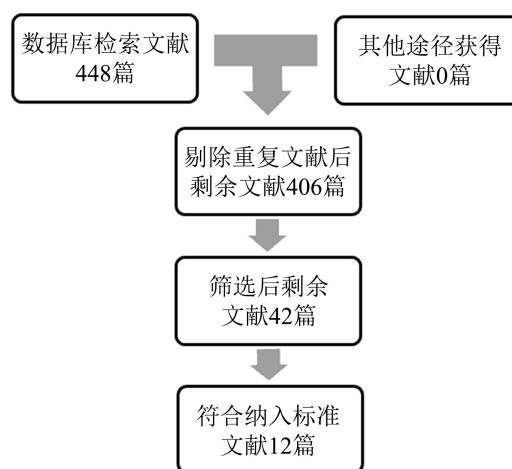 数据库检索文献
448篇
其他途径获得
文献0篇
剔除重复文献后
剩余文献406篇
筛选后剩余
文献42篇
符合纳入标准
文献12篇